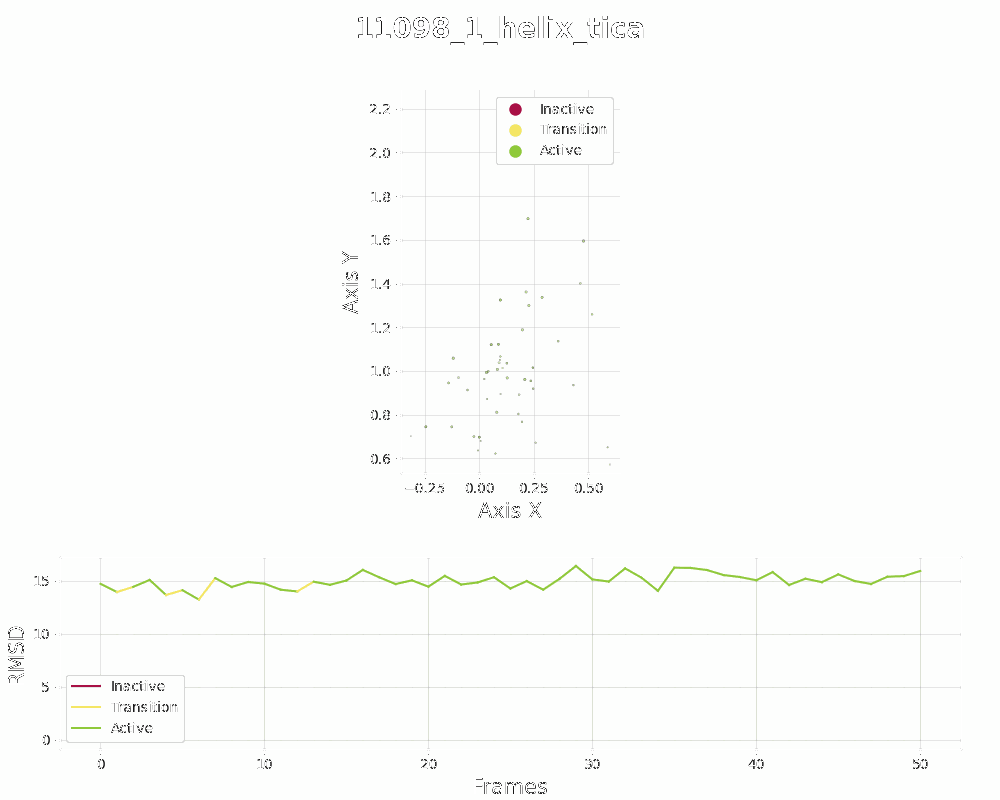 11098_1_helix_tica
Inactive
Transition
Active
2.2
2.0
1.8
1.6
1.4
1.2
1.0
0.8
0.6
Axis Y
−0.25 0.00 0.25 0.50
Axis X
15
10
5
0
RMSD
Inactive
Transition
Active
0 10 20 30 40 50
Frames